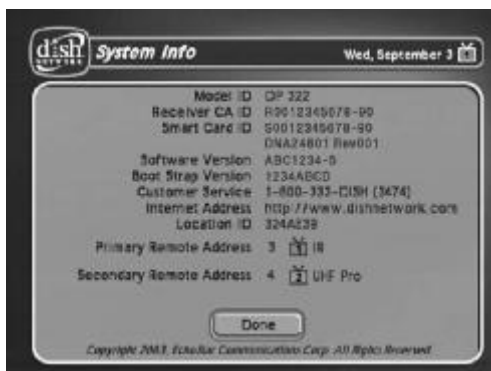 dish
NETWORK
System Info
Wed, September 3
Model ID DP 322
Receiver CA ID R0012345678-90
Smart Card ID S0012345678-90
DNA24801 Rev001
Software Version ABC1234-D
Boot Strap Version 1234ABCD
Customer Service 1-800-333-DISH (3474)
Internet Address http://www.dishnetwork.com
Location ID
Primary Remote Address 3 1 IR
Secondary Remote Address 4 2 UHF Pro
Done
Copyright 2003, EchoStar Communications Corp. All Rights Reserved